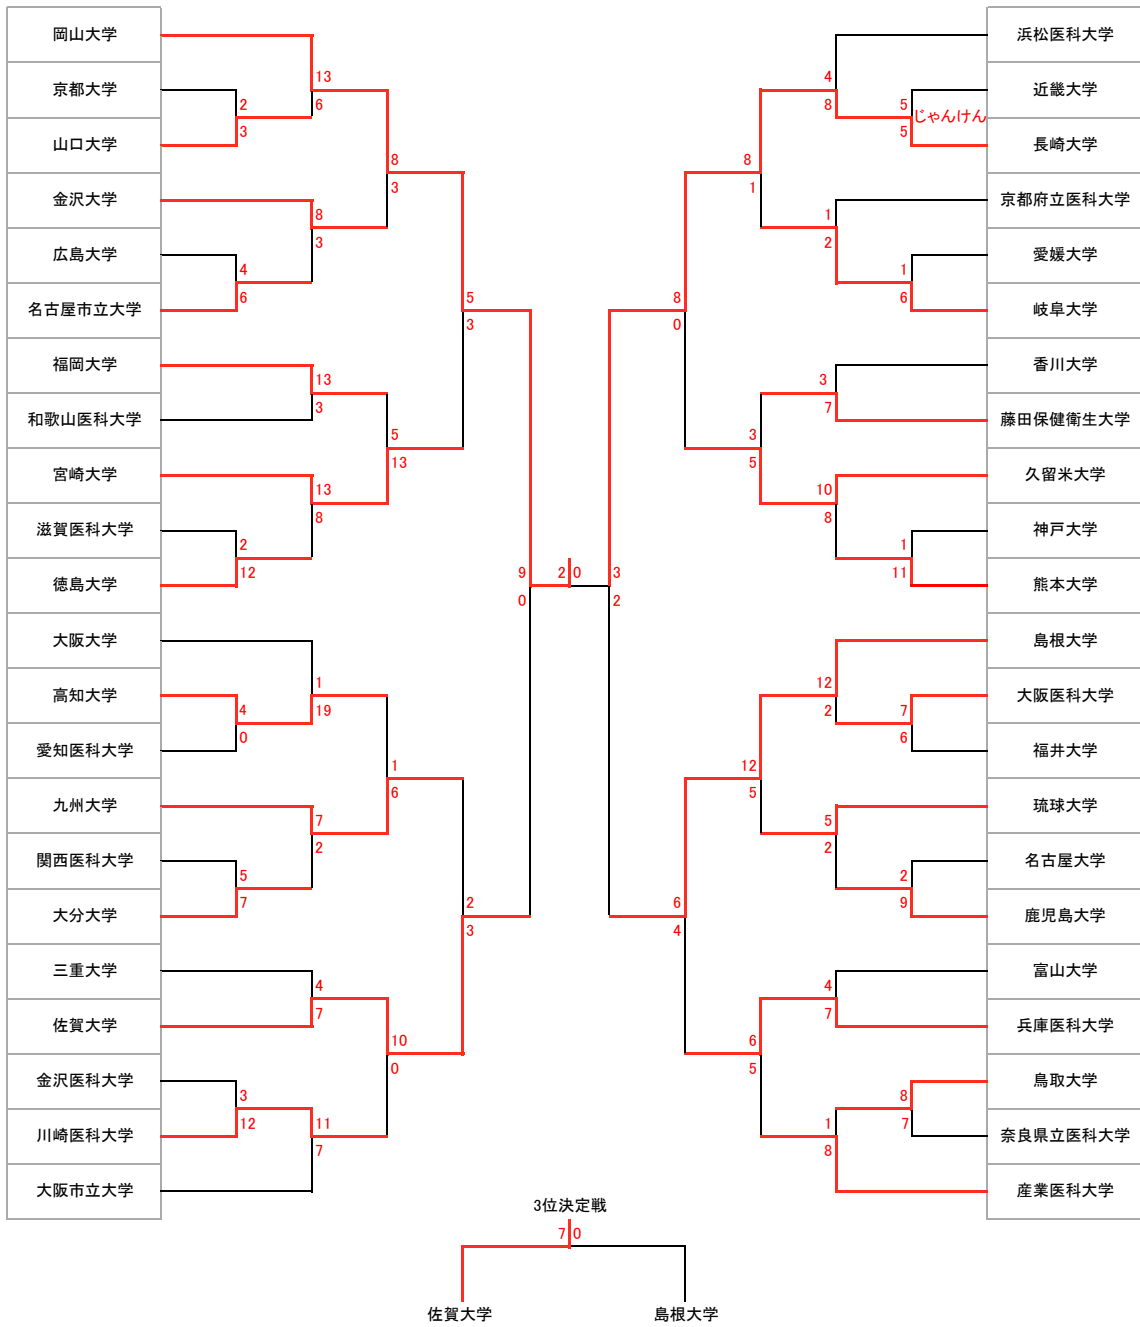 岡山大学
京都大学
山口大学
金沢大学
広島大学
名古屋市立大学
福岡大学
和歌山医科大学
宮崎大学
滋賀医科大学
徳島大学
大阪大学
高知大学
愛知医科大学
九州大学
関西医科大学
大分大学
三重大学
佐賀大学
金沢医科大学
川崎医科大学
大阪市立大学
2
3
4
6
2
12
4
0
5
7
3
12
13
6
8
3
13
3
13
8
1
19
7
2
4
7
11
7
8
3
5
13
1
6
10
0
5
3
2
3
9
0
2 0
3
2
8
0
6
4
8
1
3
5
12
5
6
5
4
8
1
2
3
7
10
8
12
2
5
2
4
7
1
8
5
じゃんけん
5
1
6
1
11
7
6
2
9
8
7
浜松医科大学
近畿大学
長崎大学
京都府立医科大学
愛媛大学
岐阜大学
香川大学
藤田保健衛生大学
久留米大学
神戸大学
熊本大学
島根大学
大阪医科大学
福井大学
琉球大学
名古屋大学
鹿児島大学
富山大学
兵庫医科大学
鳥取大学
奈良県立医科大学
産業医科大学
3位決定戦
7 0
佐賀大学
島根大学